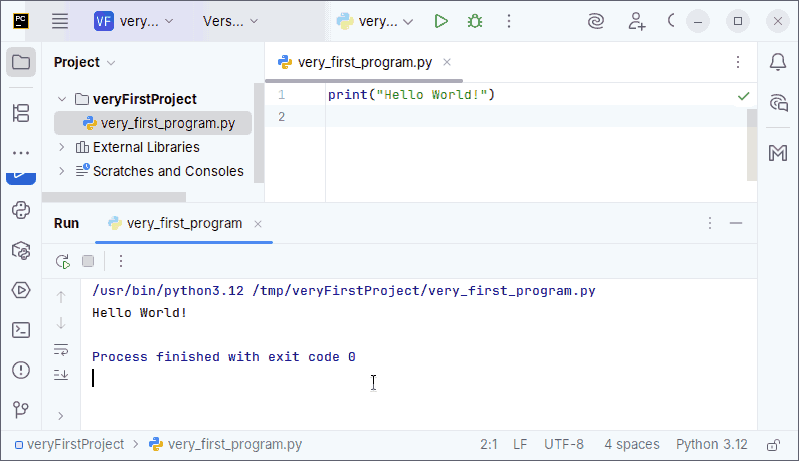 PC VF very... Vers... very...
Project
very_first_program.py
veryFirstProject
very_first_program.py
External Libraries
Scratches and Consoles
1 print("Hello World!")
2
Run very_first_program
/usr/bin/python3.12 /tmp/veryFirstProject/very_first_program.py
Hello World!
Process finished with exit code 0
veryFirstProject very_first_program.py 2:1 LF UTF-8 4 spaces Python 3.12